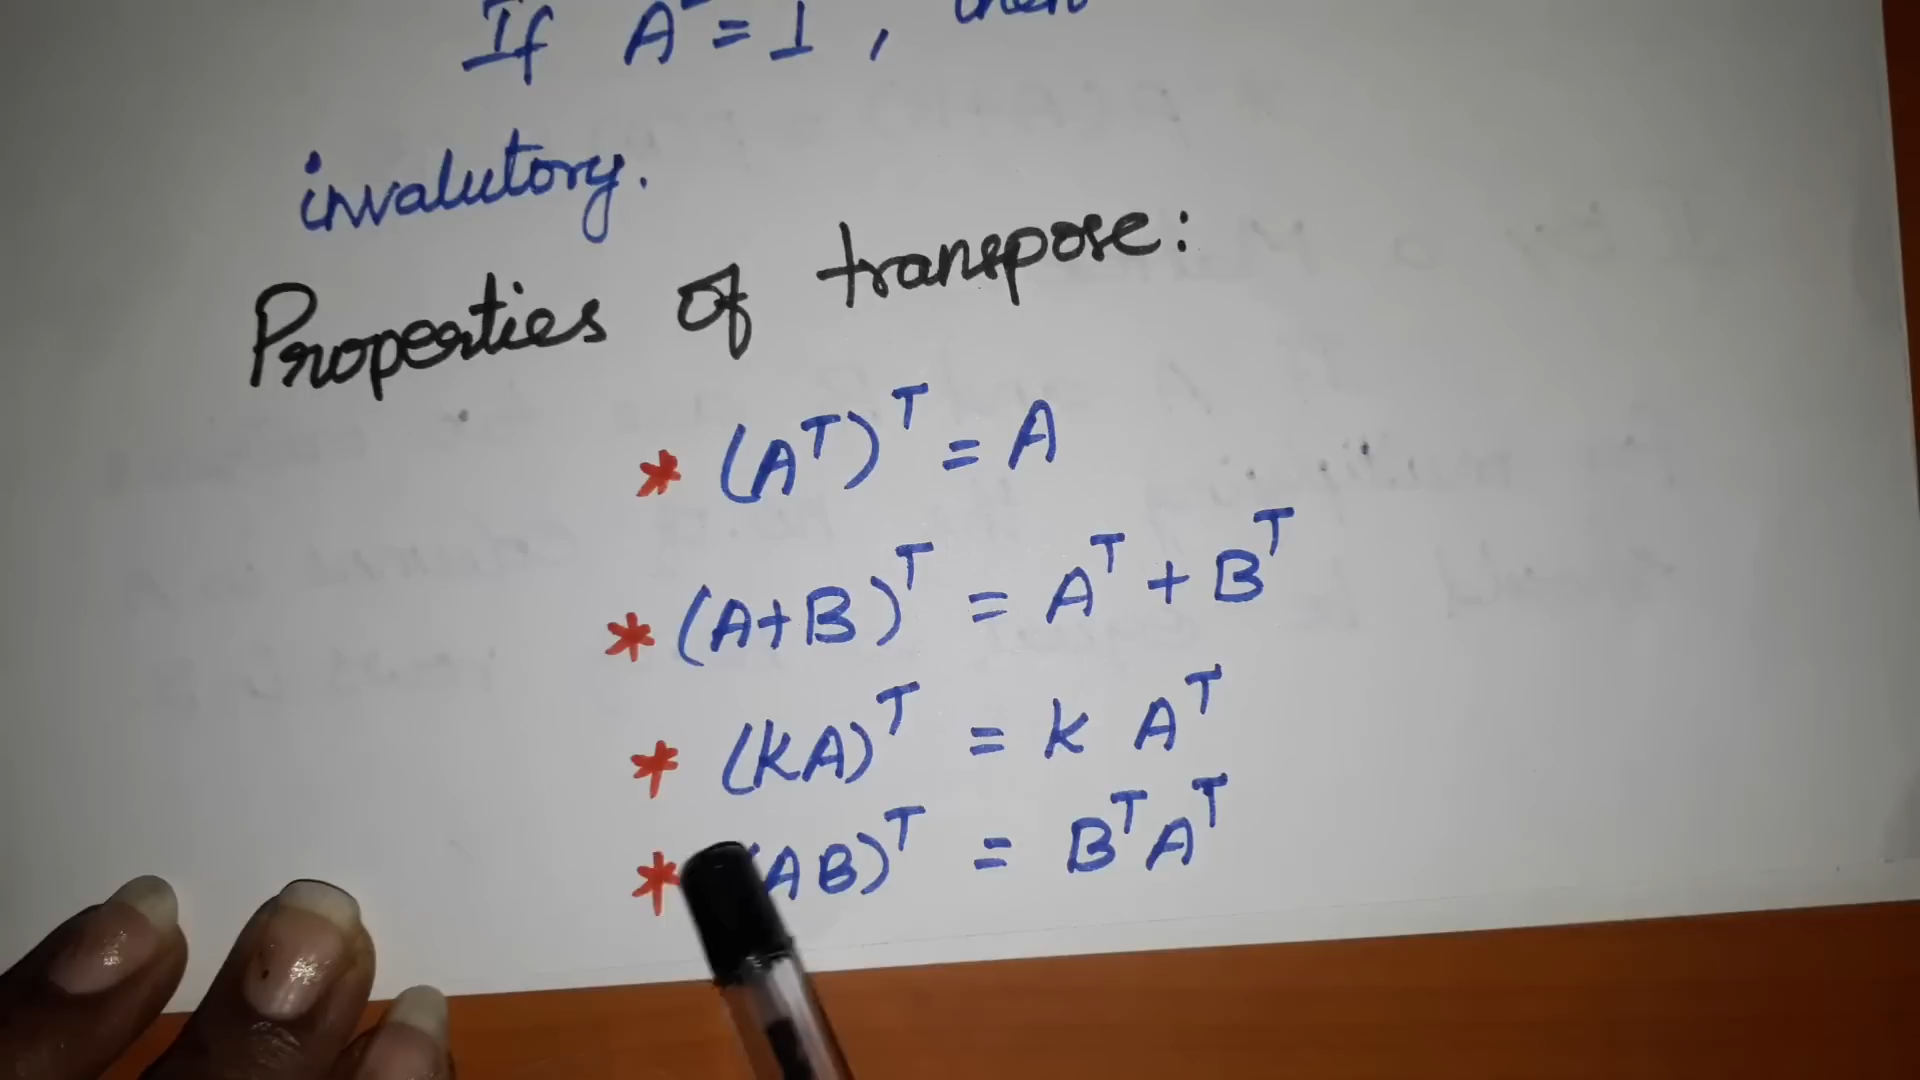 If A² = I, then
invalutory.
Properties of transpose:
* (Aᵀ)ᵀ = A
* (A+B)ᵀ = Aᵀ + Bᵀ
* (KA)ᵀ = K Aᵀ
* (AB)ᵀ = BᵀAᵀ